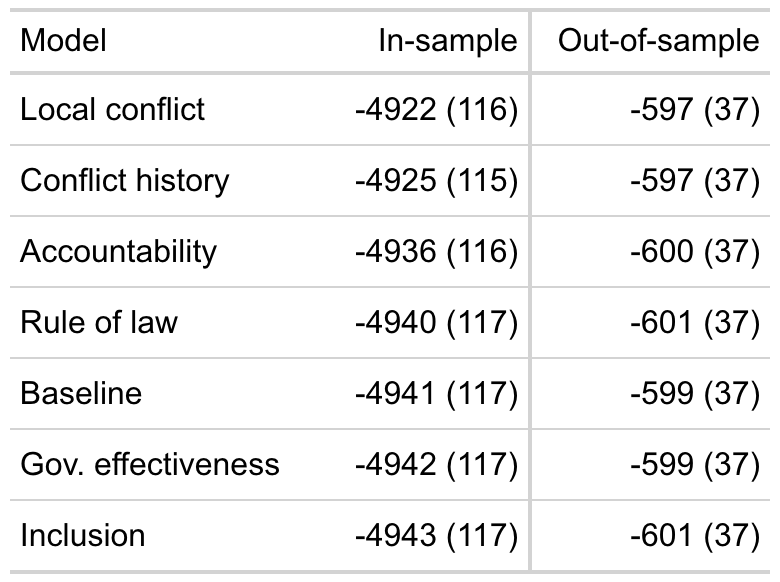 Model In-sample Out-of-sample
Local conflict -4922 (116) -597 (37)
Conflict history -4925 (115) -597 (37)
Accountability -4936 (116) -600 (37)
Rule of law -4940 (117) -601 (37)
Baseline -4941 (117) -599 (37)
Gov. effectiveness -4942 (117) -599 (37)
Inclusion -4943 (117) -601 (37)